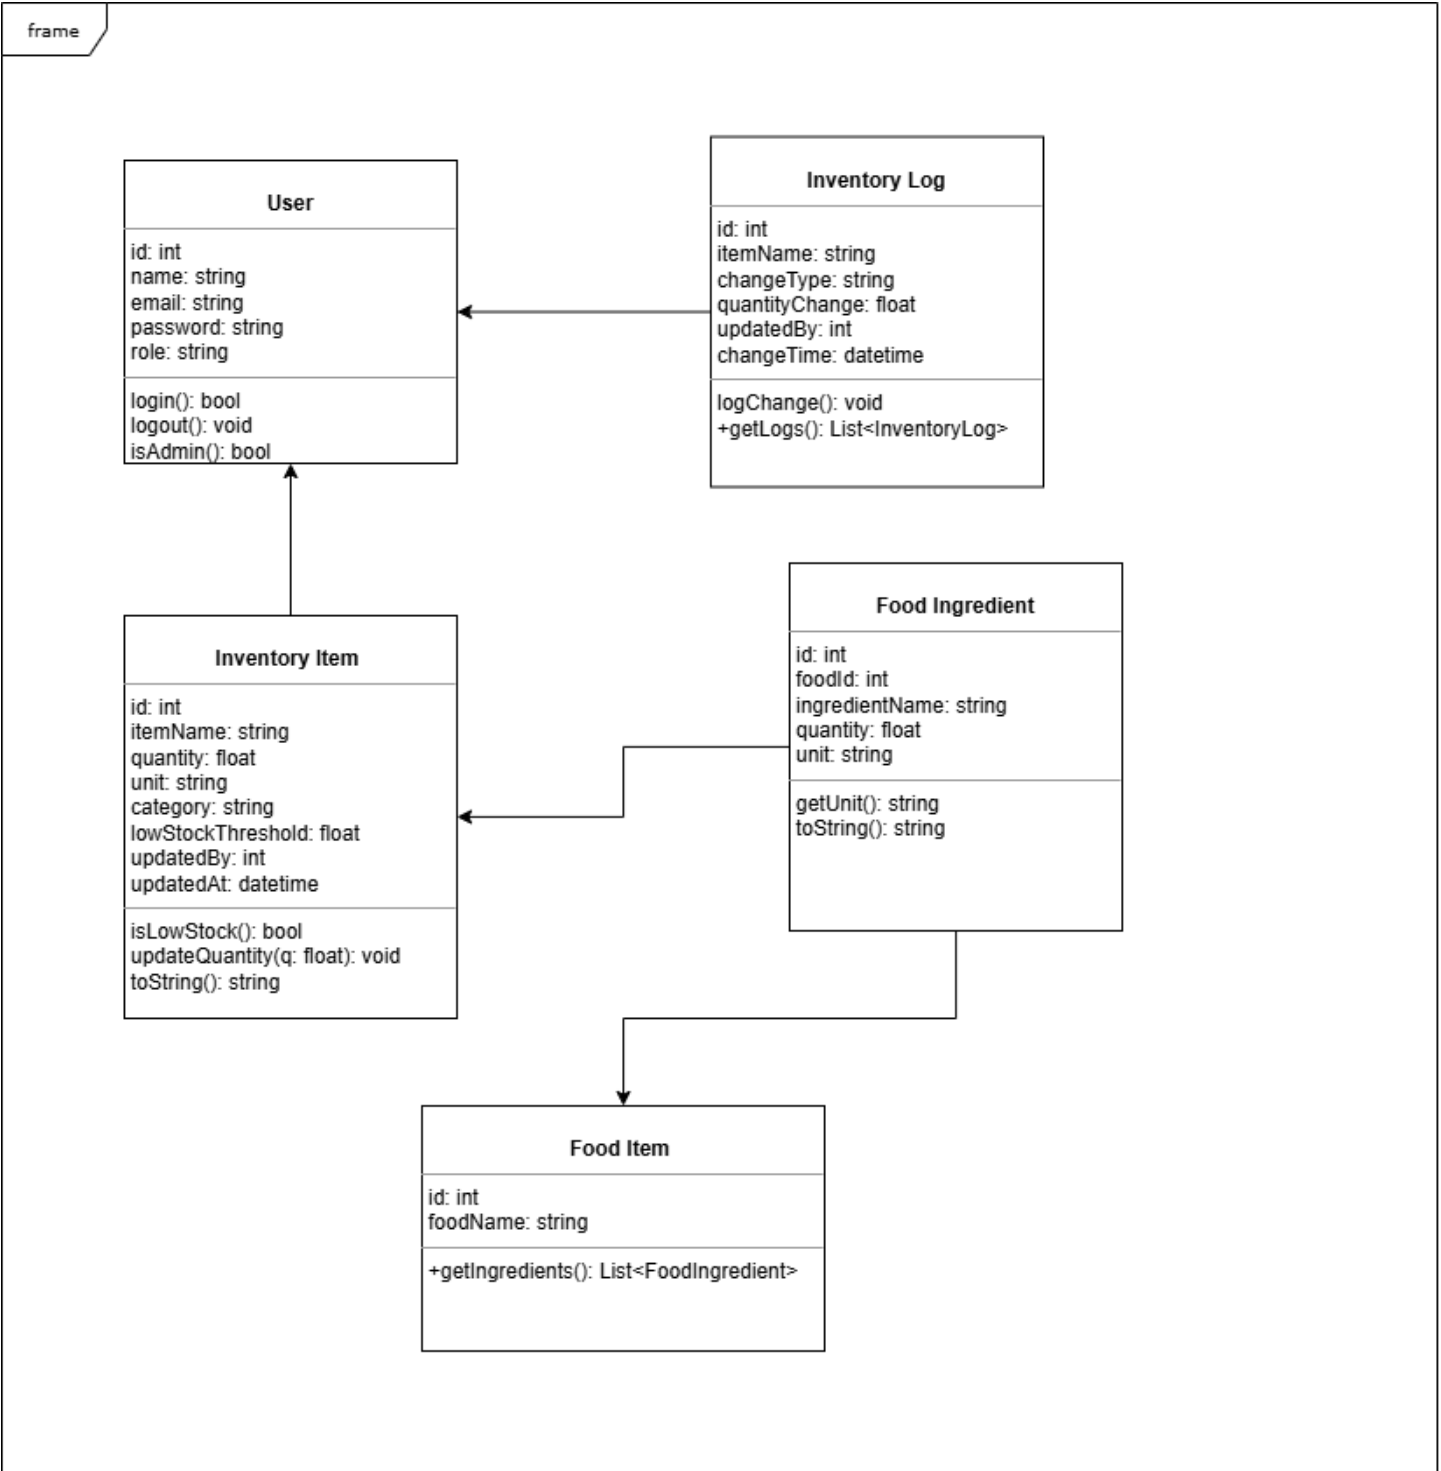 frame
User
id: int
name: string
email: string
password: string
role: string
login(): bool
logout(): void
isAdmin(): bool
Inventory Log
id: int
itemName: string
changeType: string
quantityChange: float
updatedBy: int
changeTime: datetime
logChange(): void
+getLogs(): List<InventoryLog>
Inventory Item
id: int
itemName: string
quantity: float
unit: string
category: string
lowStockThreshold: float
updatedBy: int
updatedAt: datetime
isLowStock(): bool
updateQuantity(q: float): void
toString(): string
Food Ingredient
id: int
foodId: int
ingredientName: string
quantity: float
unit: string
getUnit(): string
toString(): string
Food Item
id: int
foodName: string
+getIngredients(): List<FoodIngredient>